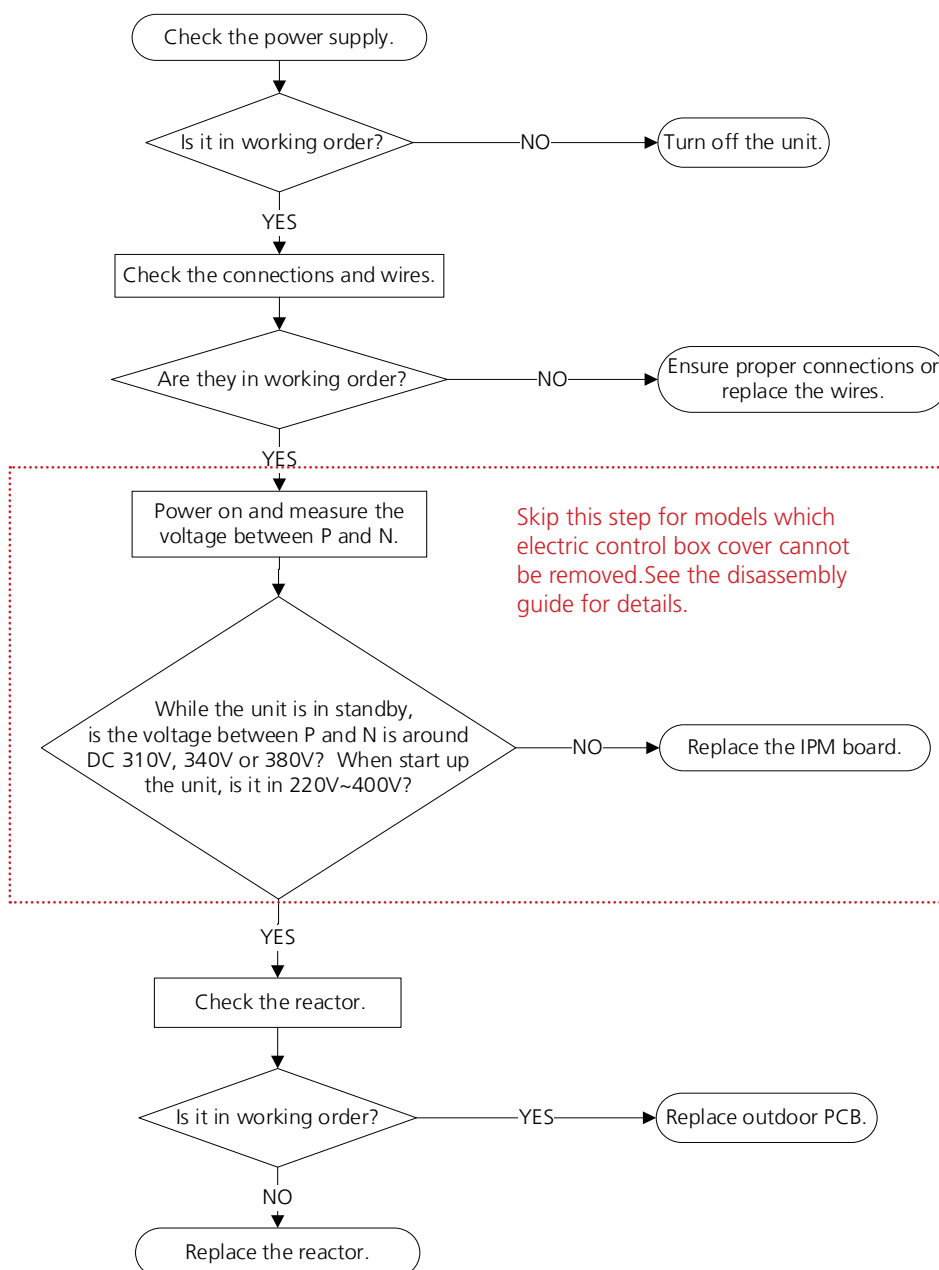 Check the power supply.
Is it in working order?
NO
Turn off the unit.
YES
Check the connections and wires.
Are they in working order?
NO
Ensure proper connections or
replace the wires.
YES
Power on and measure the
voltage between P and N.
Skip this step for models which
electric control box cover cannot
be removed.See the disassembly
guide for details.
While the unit is in standby,
is the voltage between P and N is around
DC 310V, 340V or 380V? When start up
the unit, is it in 220V~400V?
NO
Replace the IPM board.
YES
Check the reactor.
Is it in working order?
YES
Replace outdoor PCB.
NO
Replace the reactor.